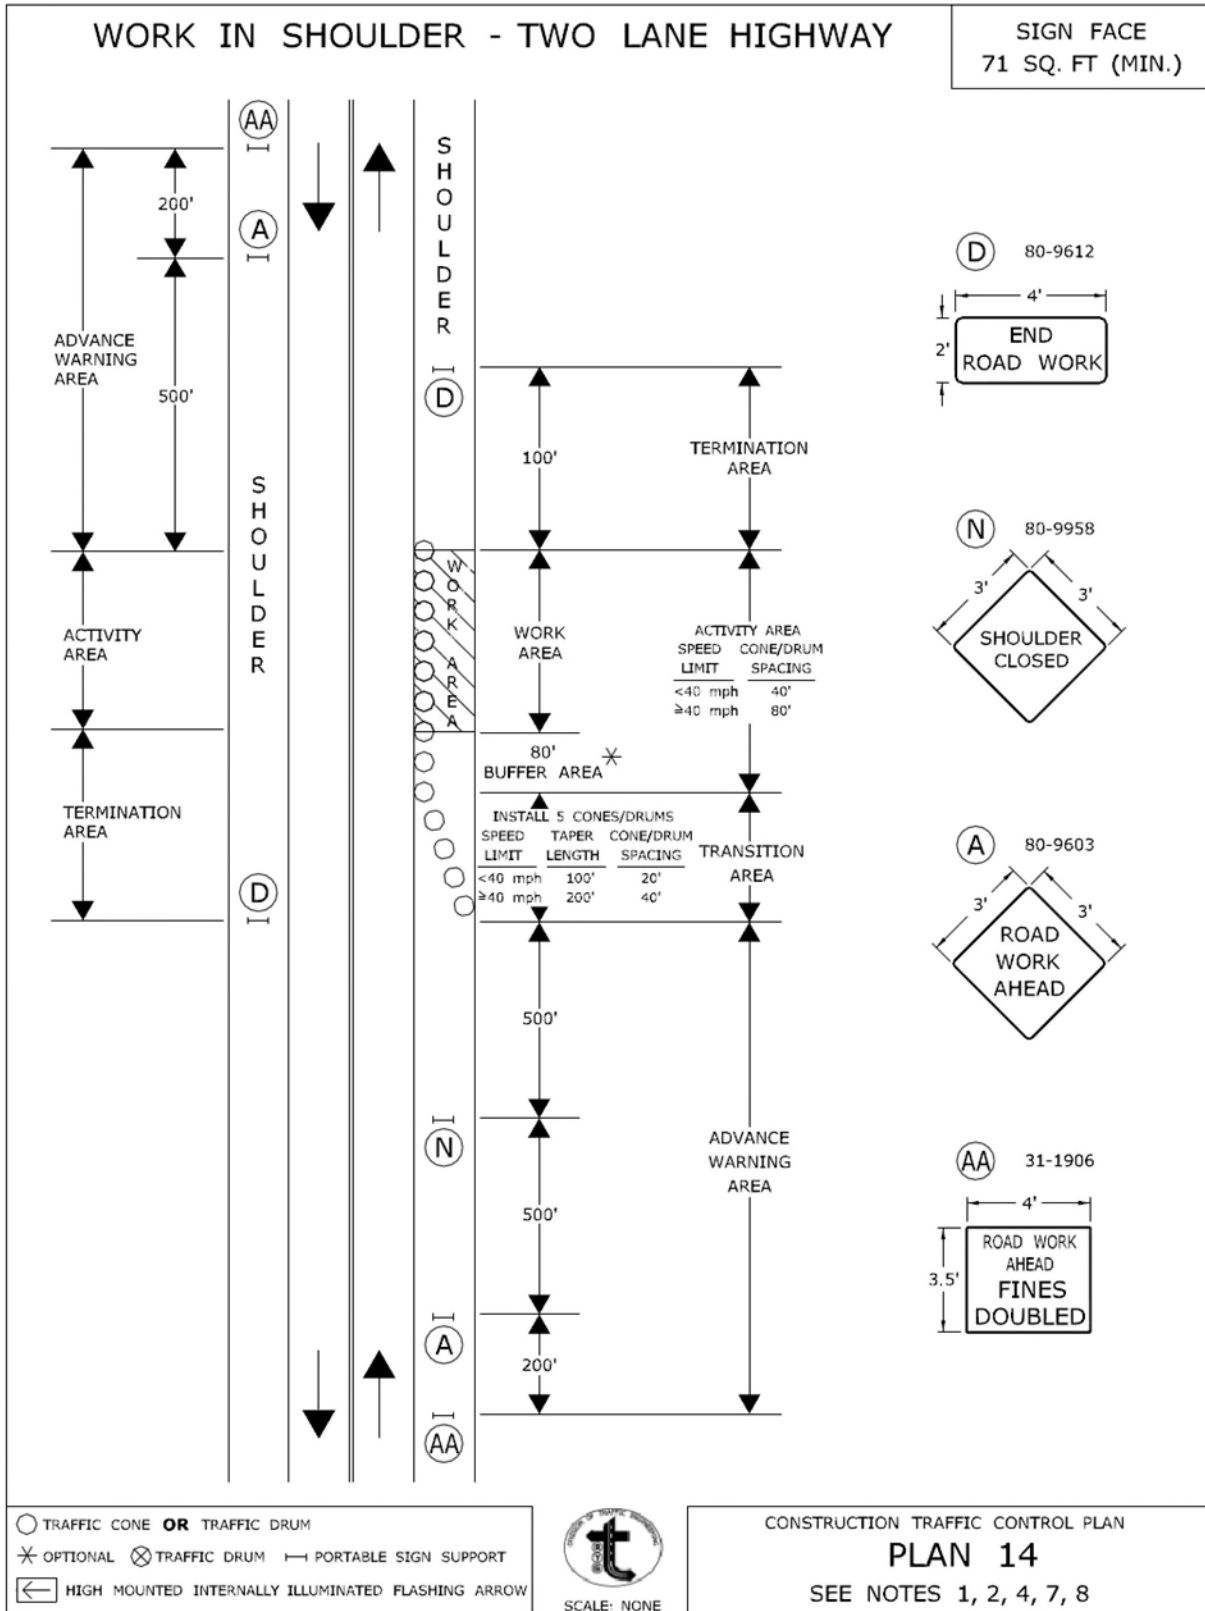 WORK IN SHOULDER - TWO LANE HIGHWAY
SIGN FACE
71 SQ. FT (MIN.)
AA
200'
A
ADVANCE
WARNING
AREA
500'
SHOULDER
ACTIVITY
AREA
TERMINATION
AREA
D
SHOULDER
D
100'
TERMINATION
AREA
WORK AREA
WORK
AREA
ACTIVITY AREA
SPEED CONE/DRUM
LIMIT SPACING
<40 mph 40'
≥40 mph 80'
80'
BUFFER AREA *
INSTALL 5 CONES/DRUMS
SPEED TAPER CONE/DRUM
LIMIT LENGTH SPACING
<40 mph 100' 20'
≥40 mph 200' 40'
TRANSITION
AREA
500'
N
500'
ADVANCE
WARNING
AREA
A
200'
AA
D 80-9612
4'
2'
END
ROAD WORK
N 80-9958
3' 3'
SHOULDER
CLOSED
A 80-9603
3' 3'
ROAD
WORK
AHEAD
AA 31-1906
4'
3.5'
ROAD WORK
AHEAD
FINES
DOUBLED
TRAFFIC CONE OR TRAFFIC DRUM
* OPTIONAL TRAFFIC DRUM PORTABLE SIGN SUPPORT
HIGH MOUNTED INTERNALLY ILLUMINATED FLASHING ARROW
DIVISION OF TRAFFIC ENGINEERING
t
SCALE: NONE
CONSTRUCTION TRAFFIC CONTROL PLAN
PLAN 14
SEE NOTES 1, 2, 4, 7, 8